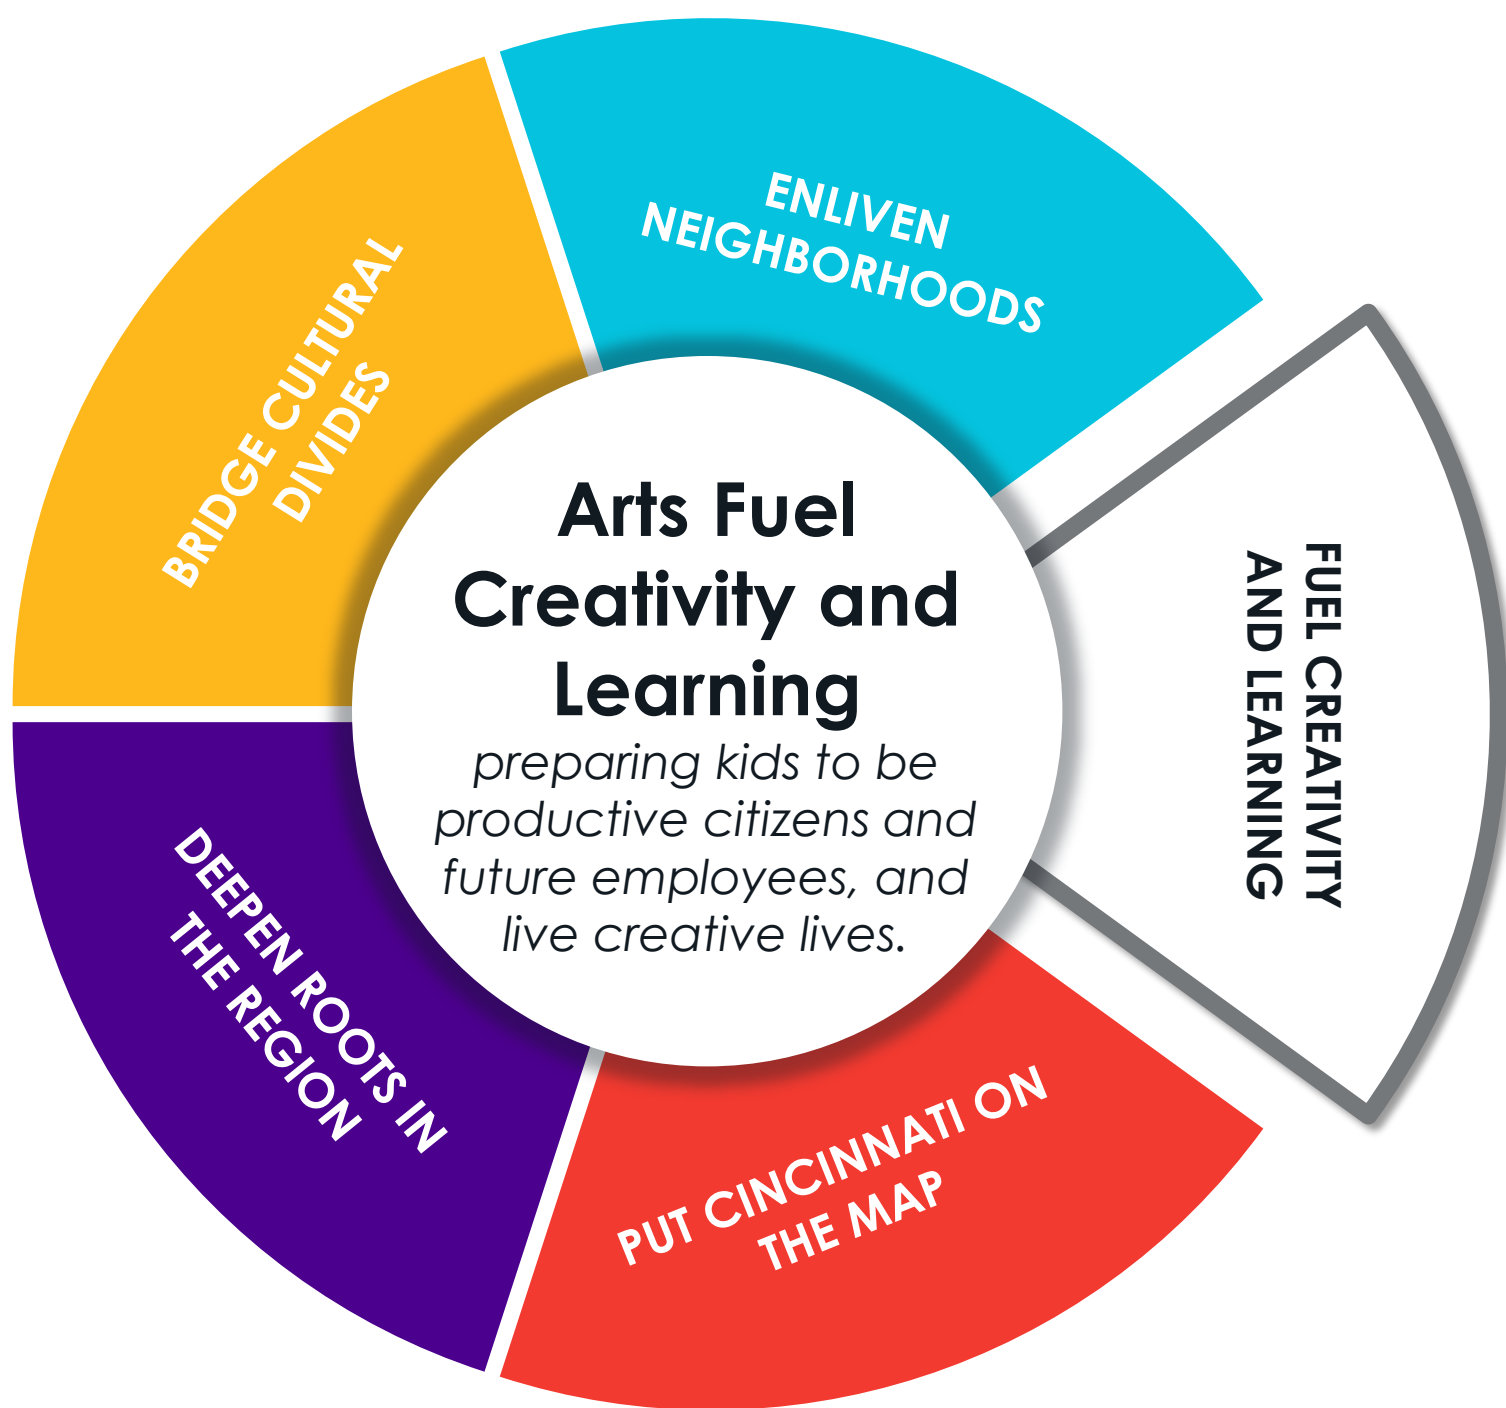 ENLIVEN
NEIGHBORHOODS
BRIDGE CULTURAL
DIVIDES
FUEL CREATIVITY
AND LEARNING
Arts Fuel
Creativity and
Learning
preparing kids to be
productive citizens and
future employees, and
live creative lives.
DEEPEN ROOTS IN
THE REGION
PUT CINCINNATI ON
THE MAP